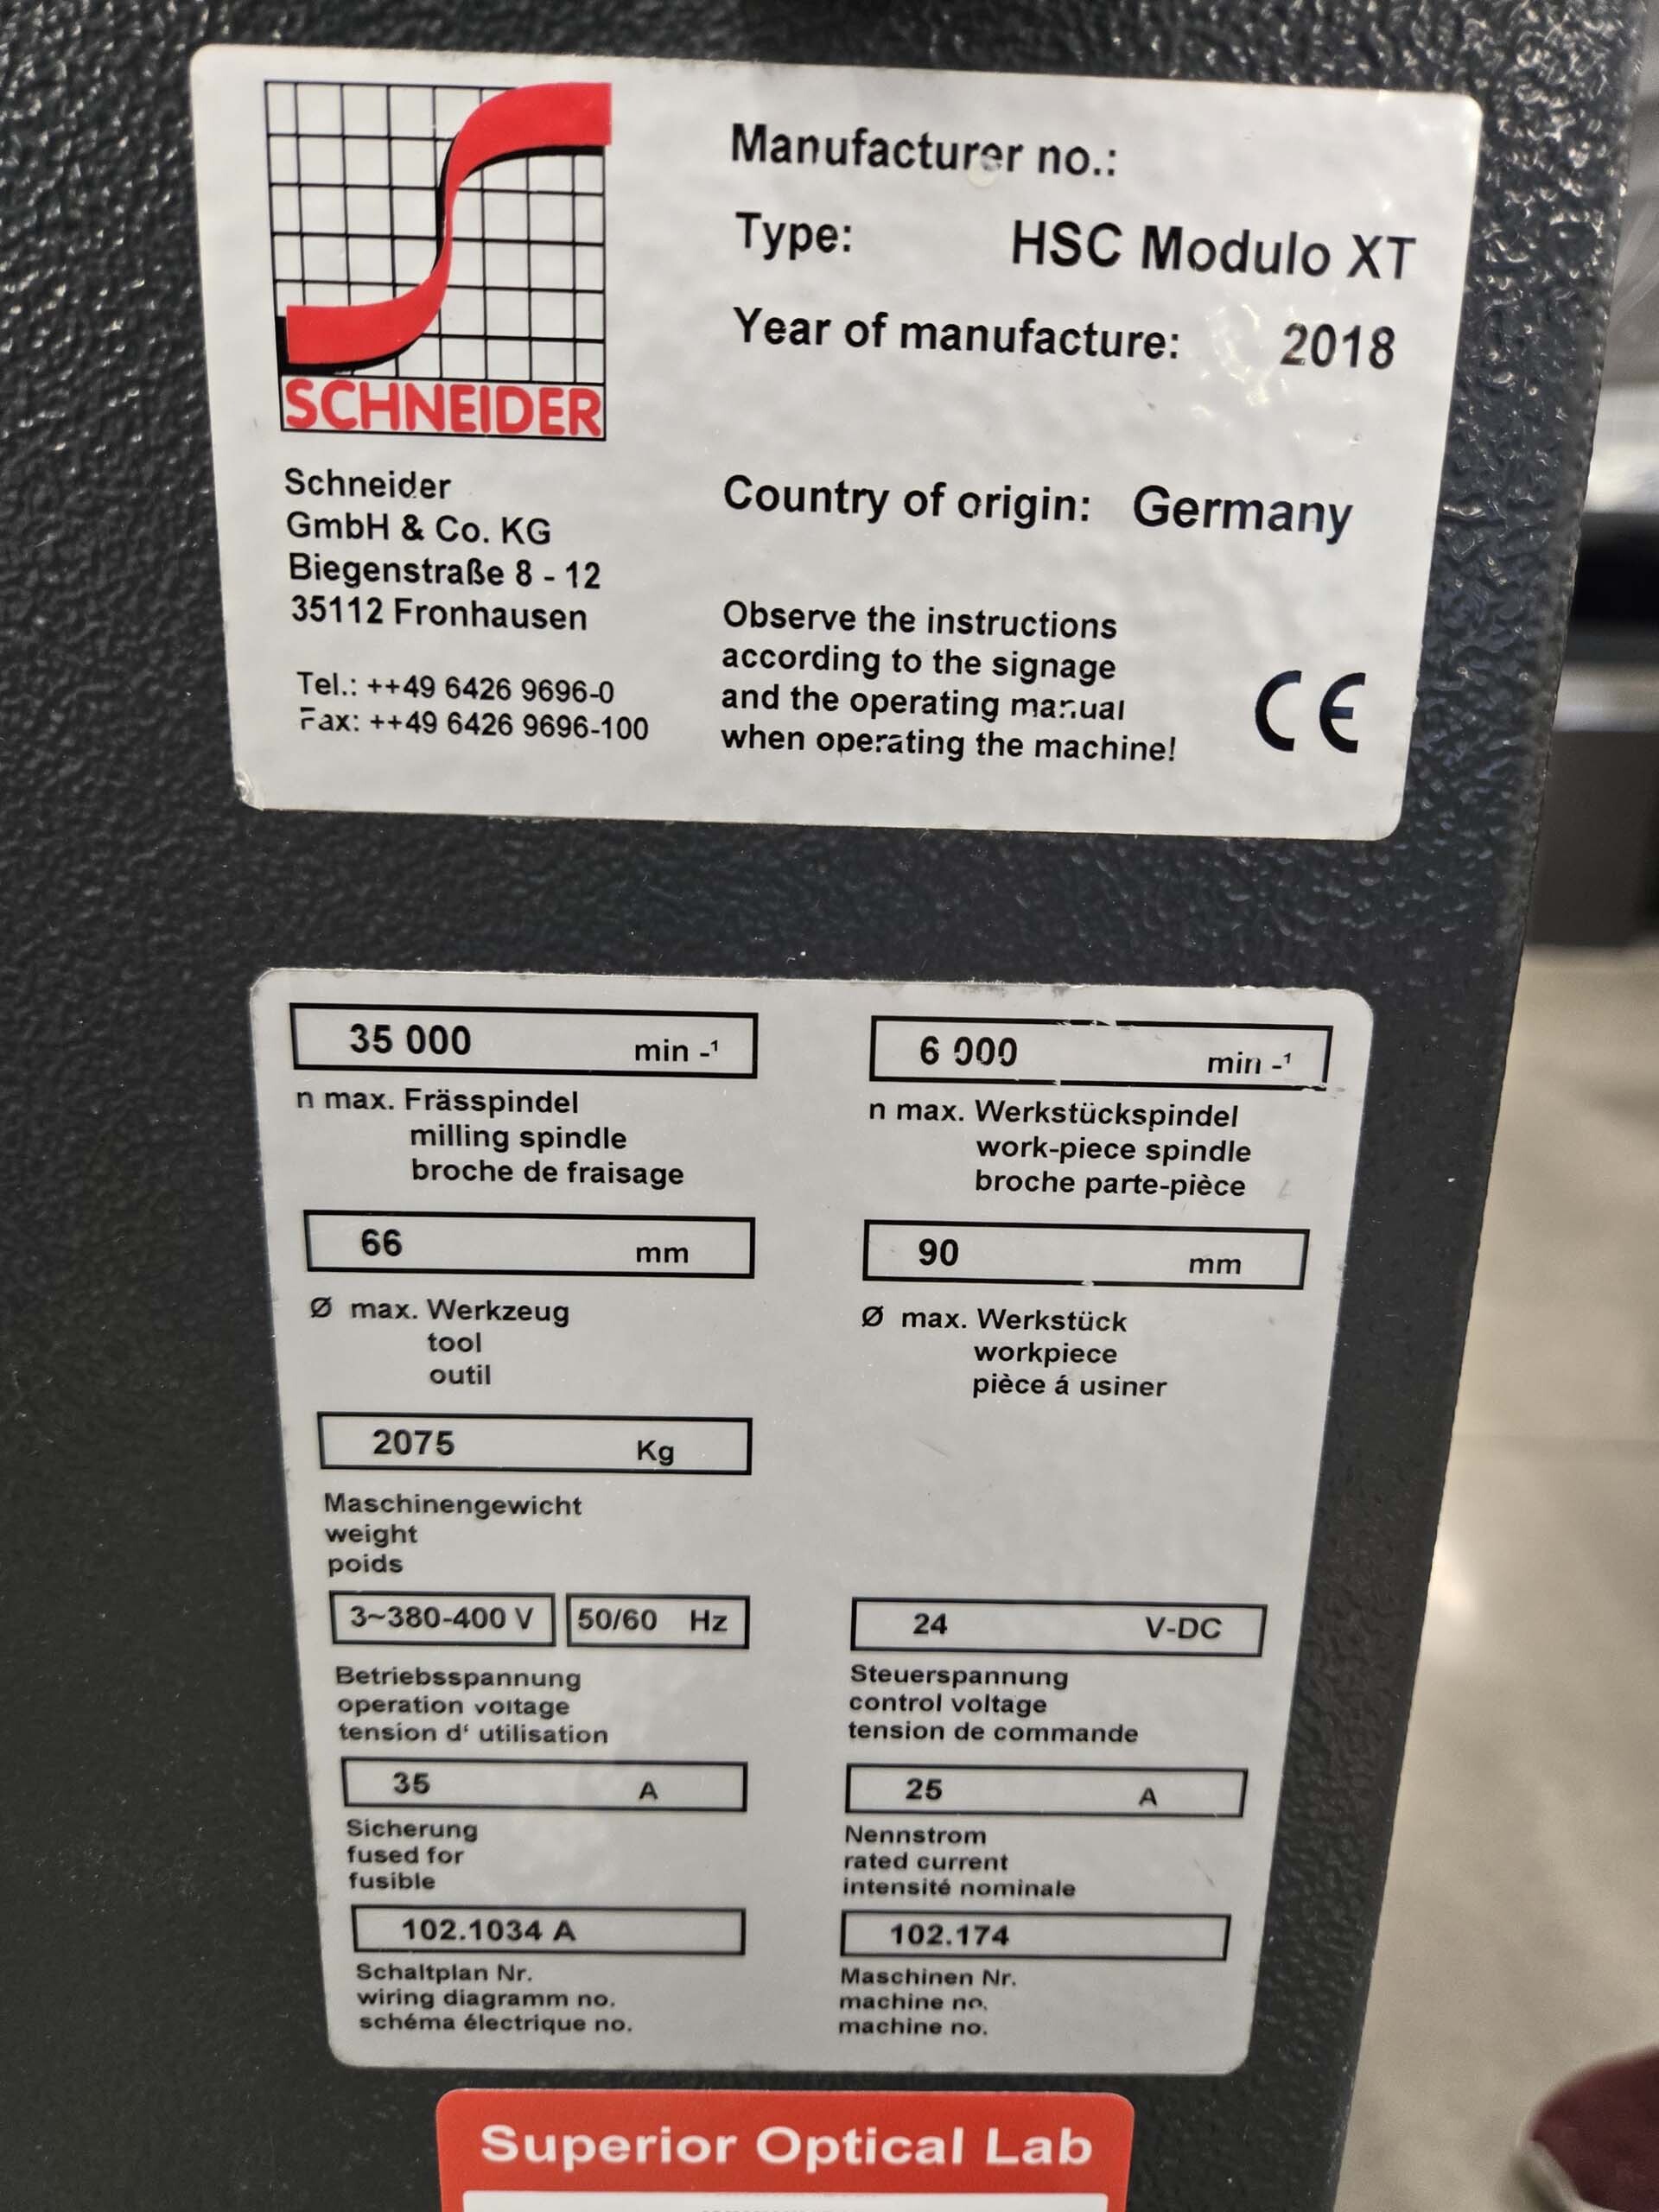 SCHNEIDER
Schneider
GmbH & Co. KG
Biegenstraße 8 - 12
35112 Fronhausen
Tel.: ++49 6426 9696-0
Fax: ++49 6426 9696-100
Manufacturer no.:
Type: HSC Modulo XT
Year of manufacture: 2018
Country of origin: Germany
Observe the instructions
according to the signage
and the operating manual
when operating the machine!
CE
35 000 min -¹
n max. Frässpindel
milling spindle
broche de fraisage
6 000 min -¹
n max. Werkstückspindel
work-piece spindle
broche parte-pièce
66 mm
Ø max. Werkzeug
tool
outil
90 mm
Ø max. Werkstück
workpiece
pièce á usiner
2075 Kg
Maschinengewicht
weight
poids
3~380-400 V 50/60 Hz
Betriebsspannung
operation voltage
tension d‘ utilisation
24 V-DC
Steuerspannung
control voltage
tension de commande
35 A
Sicherung
fused for
fusible
25 A
Nennstrom
rated current
intensité nominale
102.1034 A
Schaltplan Nr.
wiring diagramm no.
schéma électrique no.
102.174
Maschinen Nr.
machine no.
machine no.
Superior Optical Lab